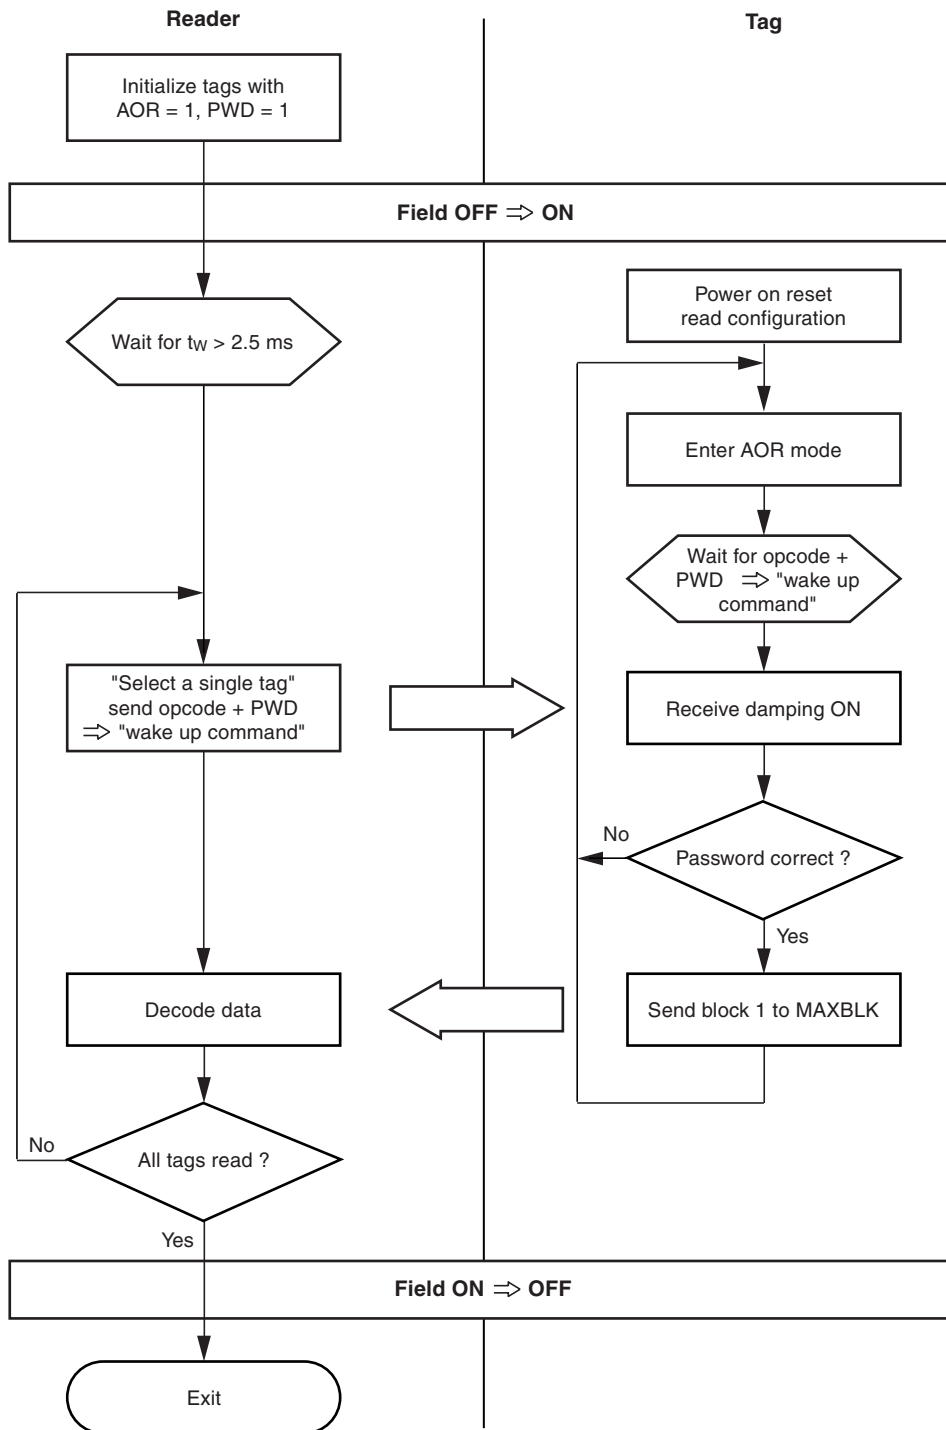 Reader
Tag
Initialize tags with
AOR = 1, PWD = 1
Field OFF ⇒ ON
Power on reset
read configuration
Wait for tW > 2.5 ms
Enter AOR mode
Wait for opcode +
PWD ⇒ "wake up
command"
"Select a single tag"
send opcode + PWD
⇒ "wake up command"
Receive damping ON
No
Password correct ?
Yes
Decode data
Send block 1 to MAXBLK
No
All tags read ?
Yes
Field ON ⇒ OFF
Exit